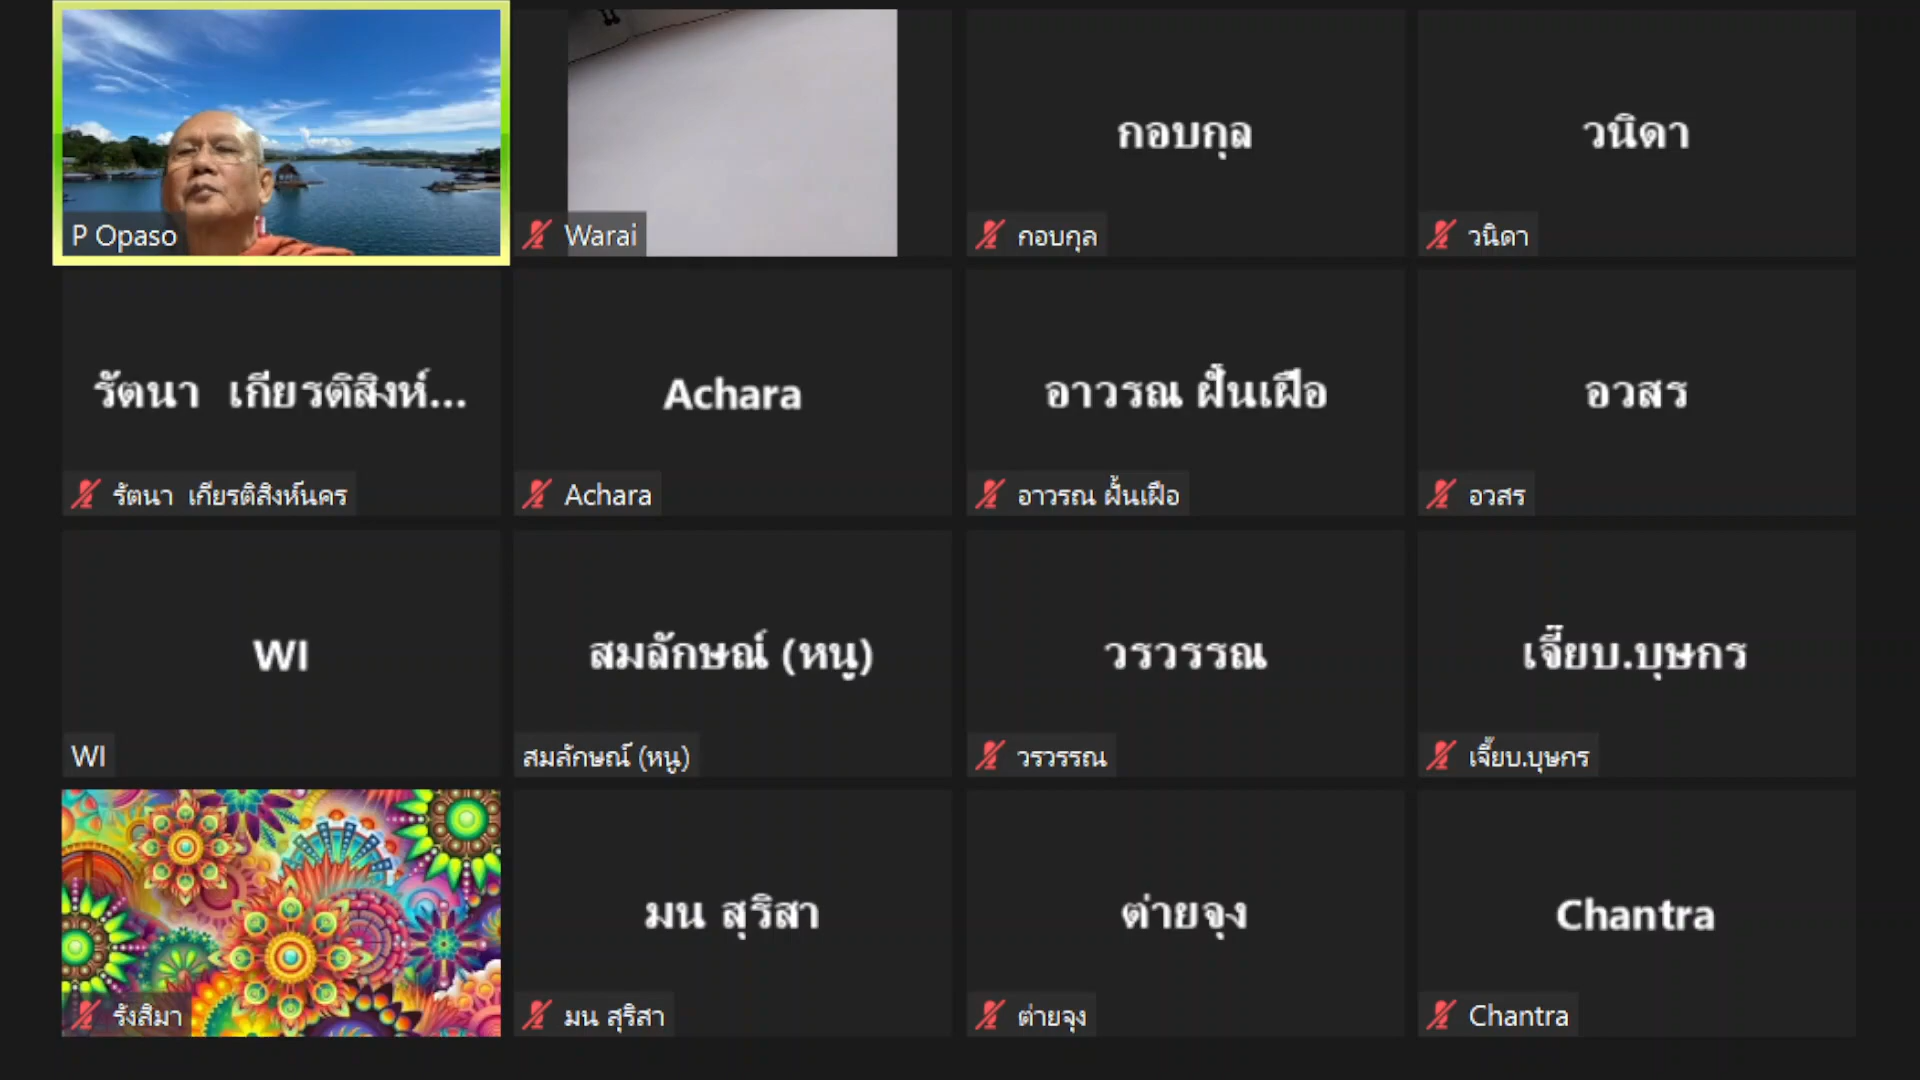 P Opaso
Warai
กอบกุล
กอบกุล
วนิดา
วนิดา
รัตนา เกียรติสิงห์...
รัตนา เกียรติสิงห์นคร
Achara
Achara
อาวรณ ฝั้นเฝือ
อาวรณ ฝั้นเฝือ
อวสร
อวสร
WI
WI
สมลักษณ์ (หนู)
สมลักษณ์ (หนู)
วรวรรณ
วรวรรณ
เจี๊ยบ.บุษกร
เจี๊ยบ.บุษกร
รังสิมา
มน สุริสา
มน สุริสา
ต่ายจุง
ต่ายจุง
Chantra
Chantra